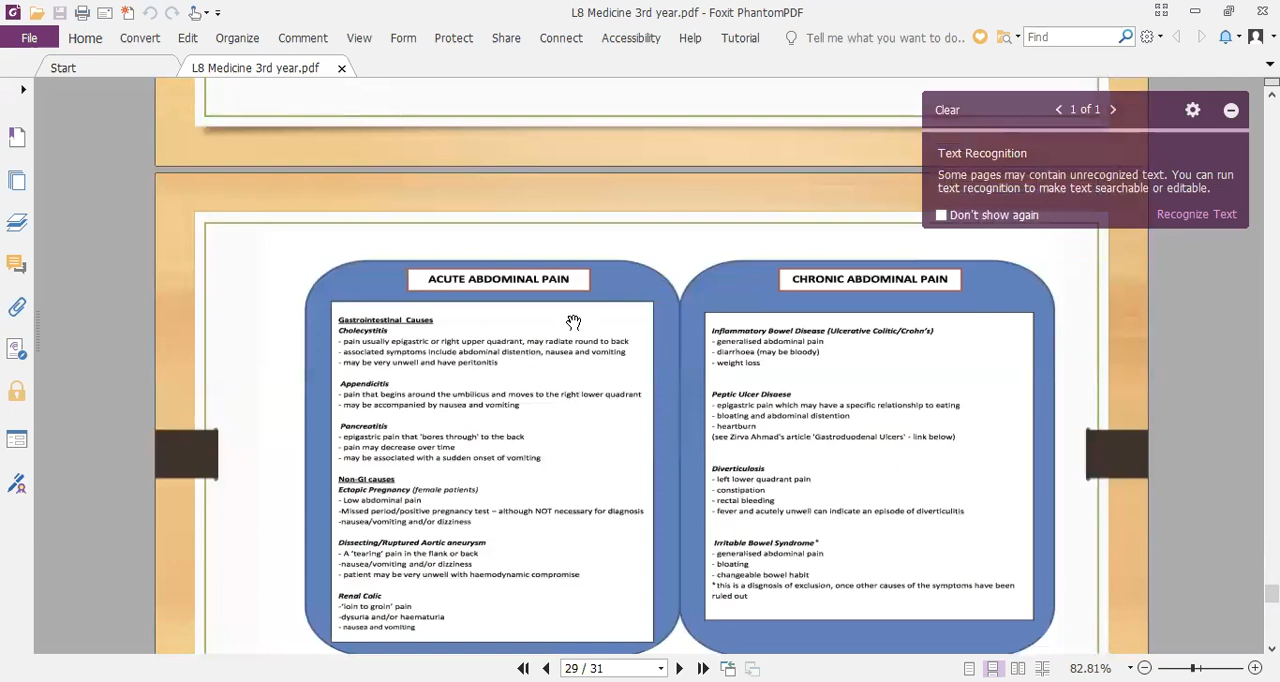 L8 Medicine 3rd year.pdf - Foxit PhantomPDF
File Home Convert Edit Organize Comment View Form Protect Share Connect Accessibility Help Tutorial Tell me what you want to do.. Find
Start L8 Medicine 3rd year.pdf
Clear 1 of 1
Text Recognition
Some pages may contain unrecognized text. You can run
text recognition to make text searchable or editable.
Don't show again Recognize Text
ACUTE ABDOMINAL PAIN
Gastrointestinal Causes
Cholecystitis
- pain usually epigastric or right upper quadrant, may radiate round to back
- associated symptoms include abdominal distention, nausea and vomiting
- may be very unwell and have peritonitis
Appendicitis
- pain that begins around the umbilicus and moves to the right lower quadrant
- may be accompanied by nausea and vomiting
Pancreatitis
- epigastric pain that 'bores through' to the back
- pain may decrease over time
- may be associated with a sudden onset of vomiting
Non-GI causes
Ectopic Pregnancy (female patients)
- Low abdominal pain
-Missed period/positive pregnancy test – although NOT necessary for diagnosis
-nausea/vomiting and/or dizziness
Dissecting/Ruptured Aortic aneurysm
- A 'tearing' pain in the flank or back
-nausea/vomiting and/or dizziness
- patient may be very unwell with haemodynamic compromise
Renal Colic
-'loin to groin' pain
-dysuria and/or haematuria
- nausea and vomiting
CHRONIC ABDOMINAL PAIN
Inflammatory Bowel Disease (Ulcerative Colitic/Crohn's)
- generalised abdominal pain
- diarrhoea (may be bloody)
- weight loss
Peptic Ulcer Disaese
- epigastric pain which may have a specific relationship to eating
- bloating and abdominal distention
- heartburn
(see Zirva Ahmad's article 'Gastroduodenal Ulcers' - link below)
Diverticulosis
- left lower quadrant pain
- constipation
- rectal bleeding
- fever and acutely unwell can indicate an episode of diverticulitis
Irritable Bowel Syndrome*
- generalised abdominal pain
- bloating
- changeable bowel habit
*this is a diagnosis of exclusion, once other causes of the symptoms have been
ruled out
29 / 31 82.81%